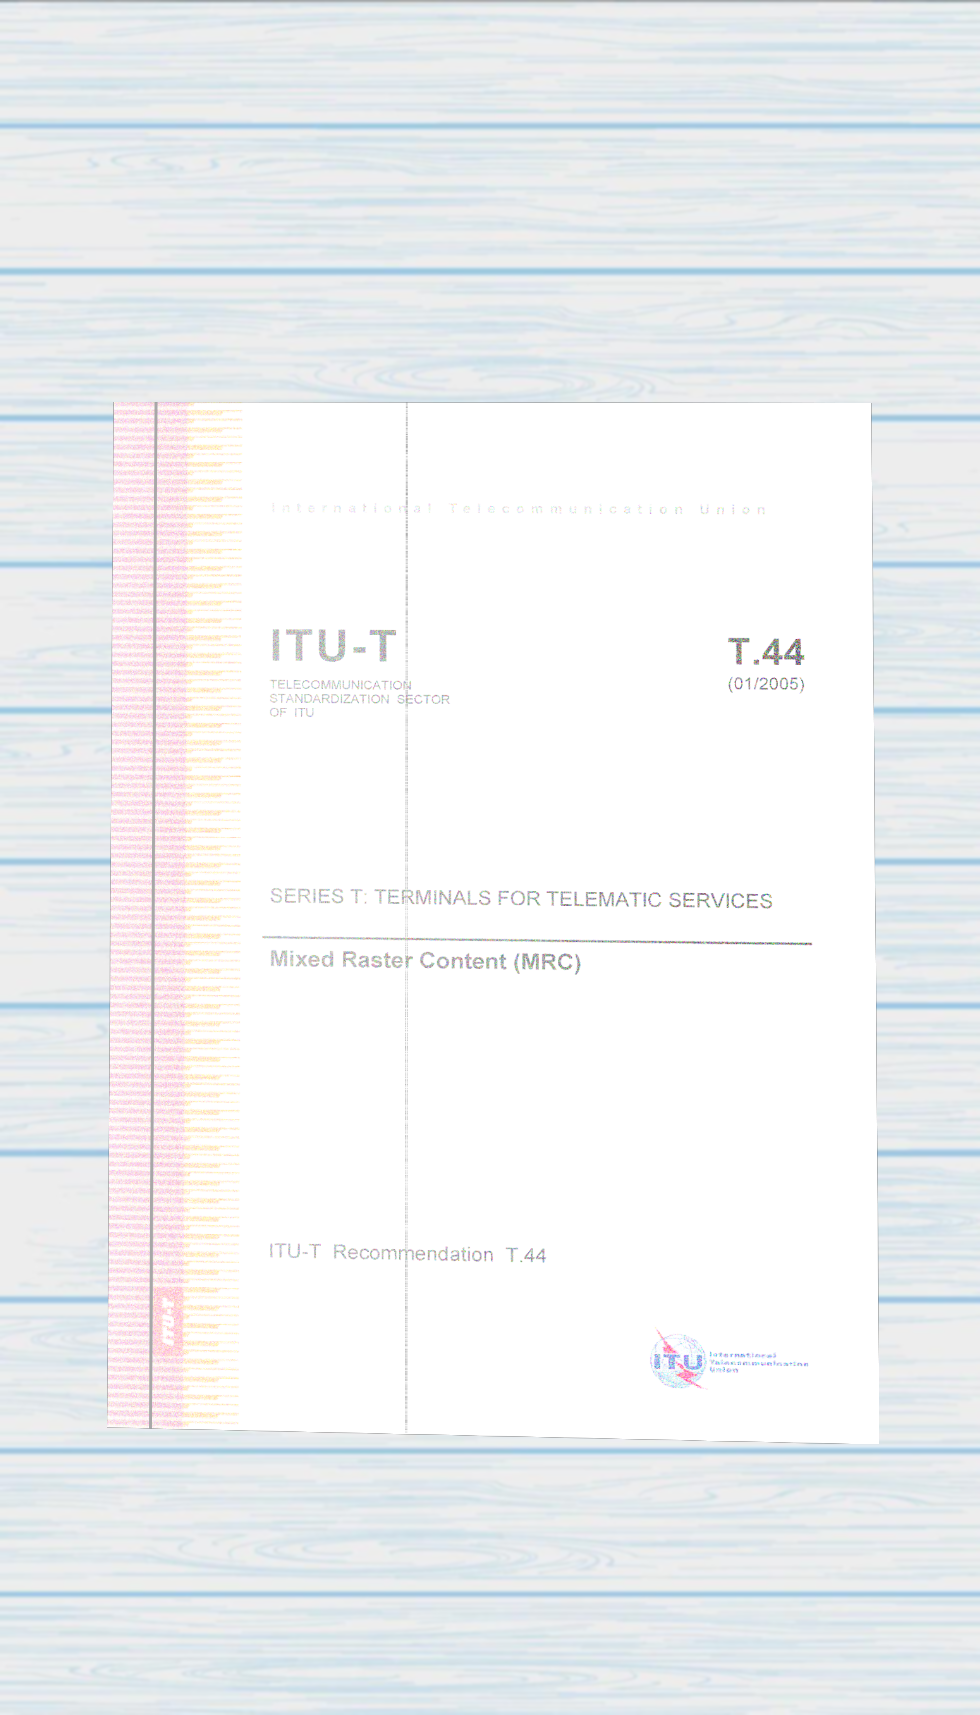 International Telecommunication Union
ITU-T
T.44
TELECOMMUNICATION
STANDARDIZATION SECTOR
OF ITU
(01/2005)
SERIES T: TERMINALS FOR TELEMATIC SERVICES
Mixed Raster Content (MRC)
ITU-T Recommendation T.44
ITU
International
Telecommunication
Union